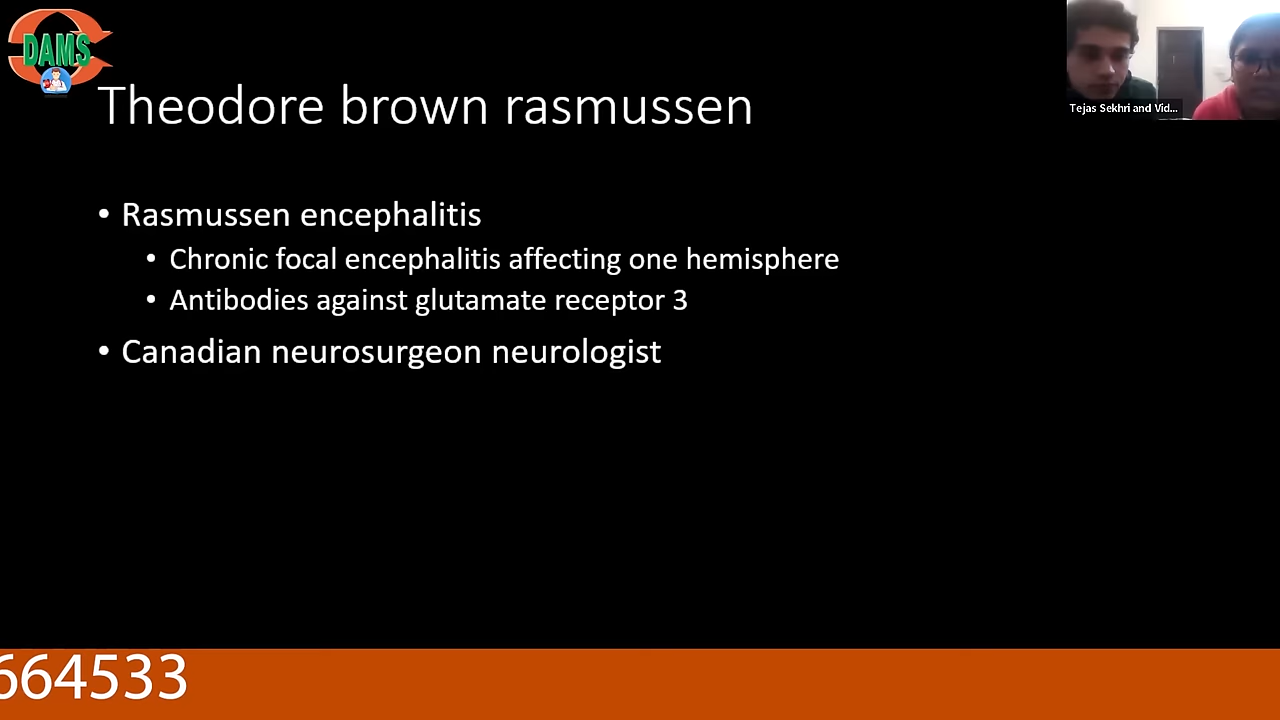 DAMS
Theodore brown rasmussen
Tejas Sekhri and Vid...
• Rasmussen encephalitis
• Chronic focal encephalitis affecting one hemisphere
• Antibodies against glutamate receptor 3
• Canadian neurosurgeon neurologist
664533